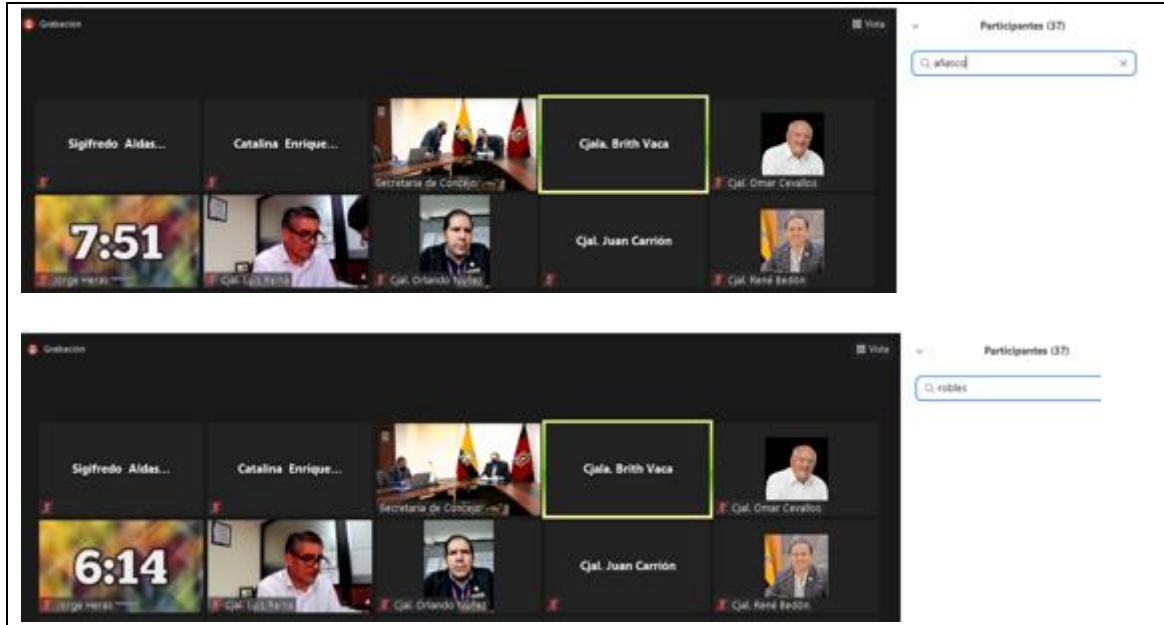 Grabación
Vista
Participantes (37)
añasco
Sigifredo Aldas...
Catalina Enrique...
Secretaria de Concejo
Cjala. Brith Vaca
Cjal. Omar Cevallos
7:51
Jorge Heras
Cjal. Luis Reina
Cjal. Orlando Núñez
Cjal. Juan Carrión
Cjal. René Bedón
Grabación
Vista
Participantes (37)
robles
Sigifredo Aldas...
Catalina Enrique...
Secretaria de Concejo
Cjala. Brith Vaca
Cjal. Omar Cevallos
6:14
Jorge Heras
Cjal. Luis Reina
Cjal. Orlando Núñez
Cjal. Juan Carrión
Cjal. René Bedón